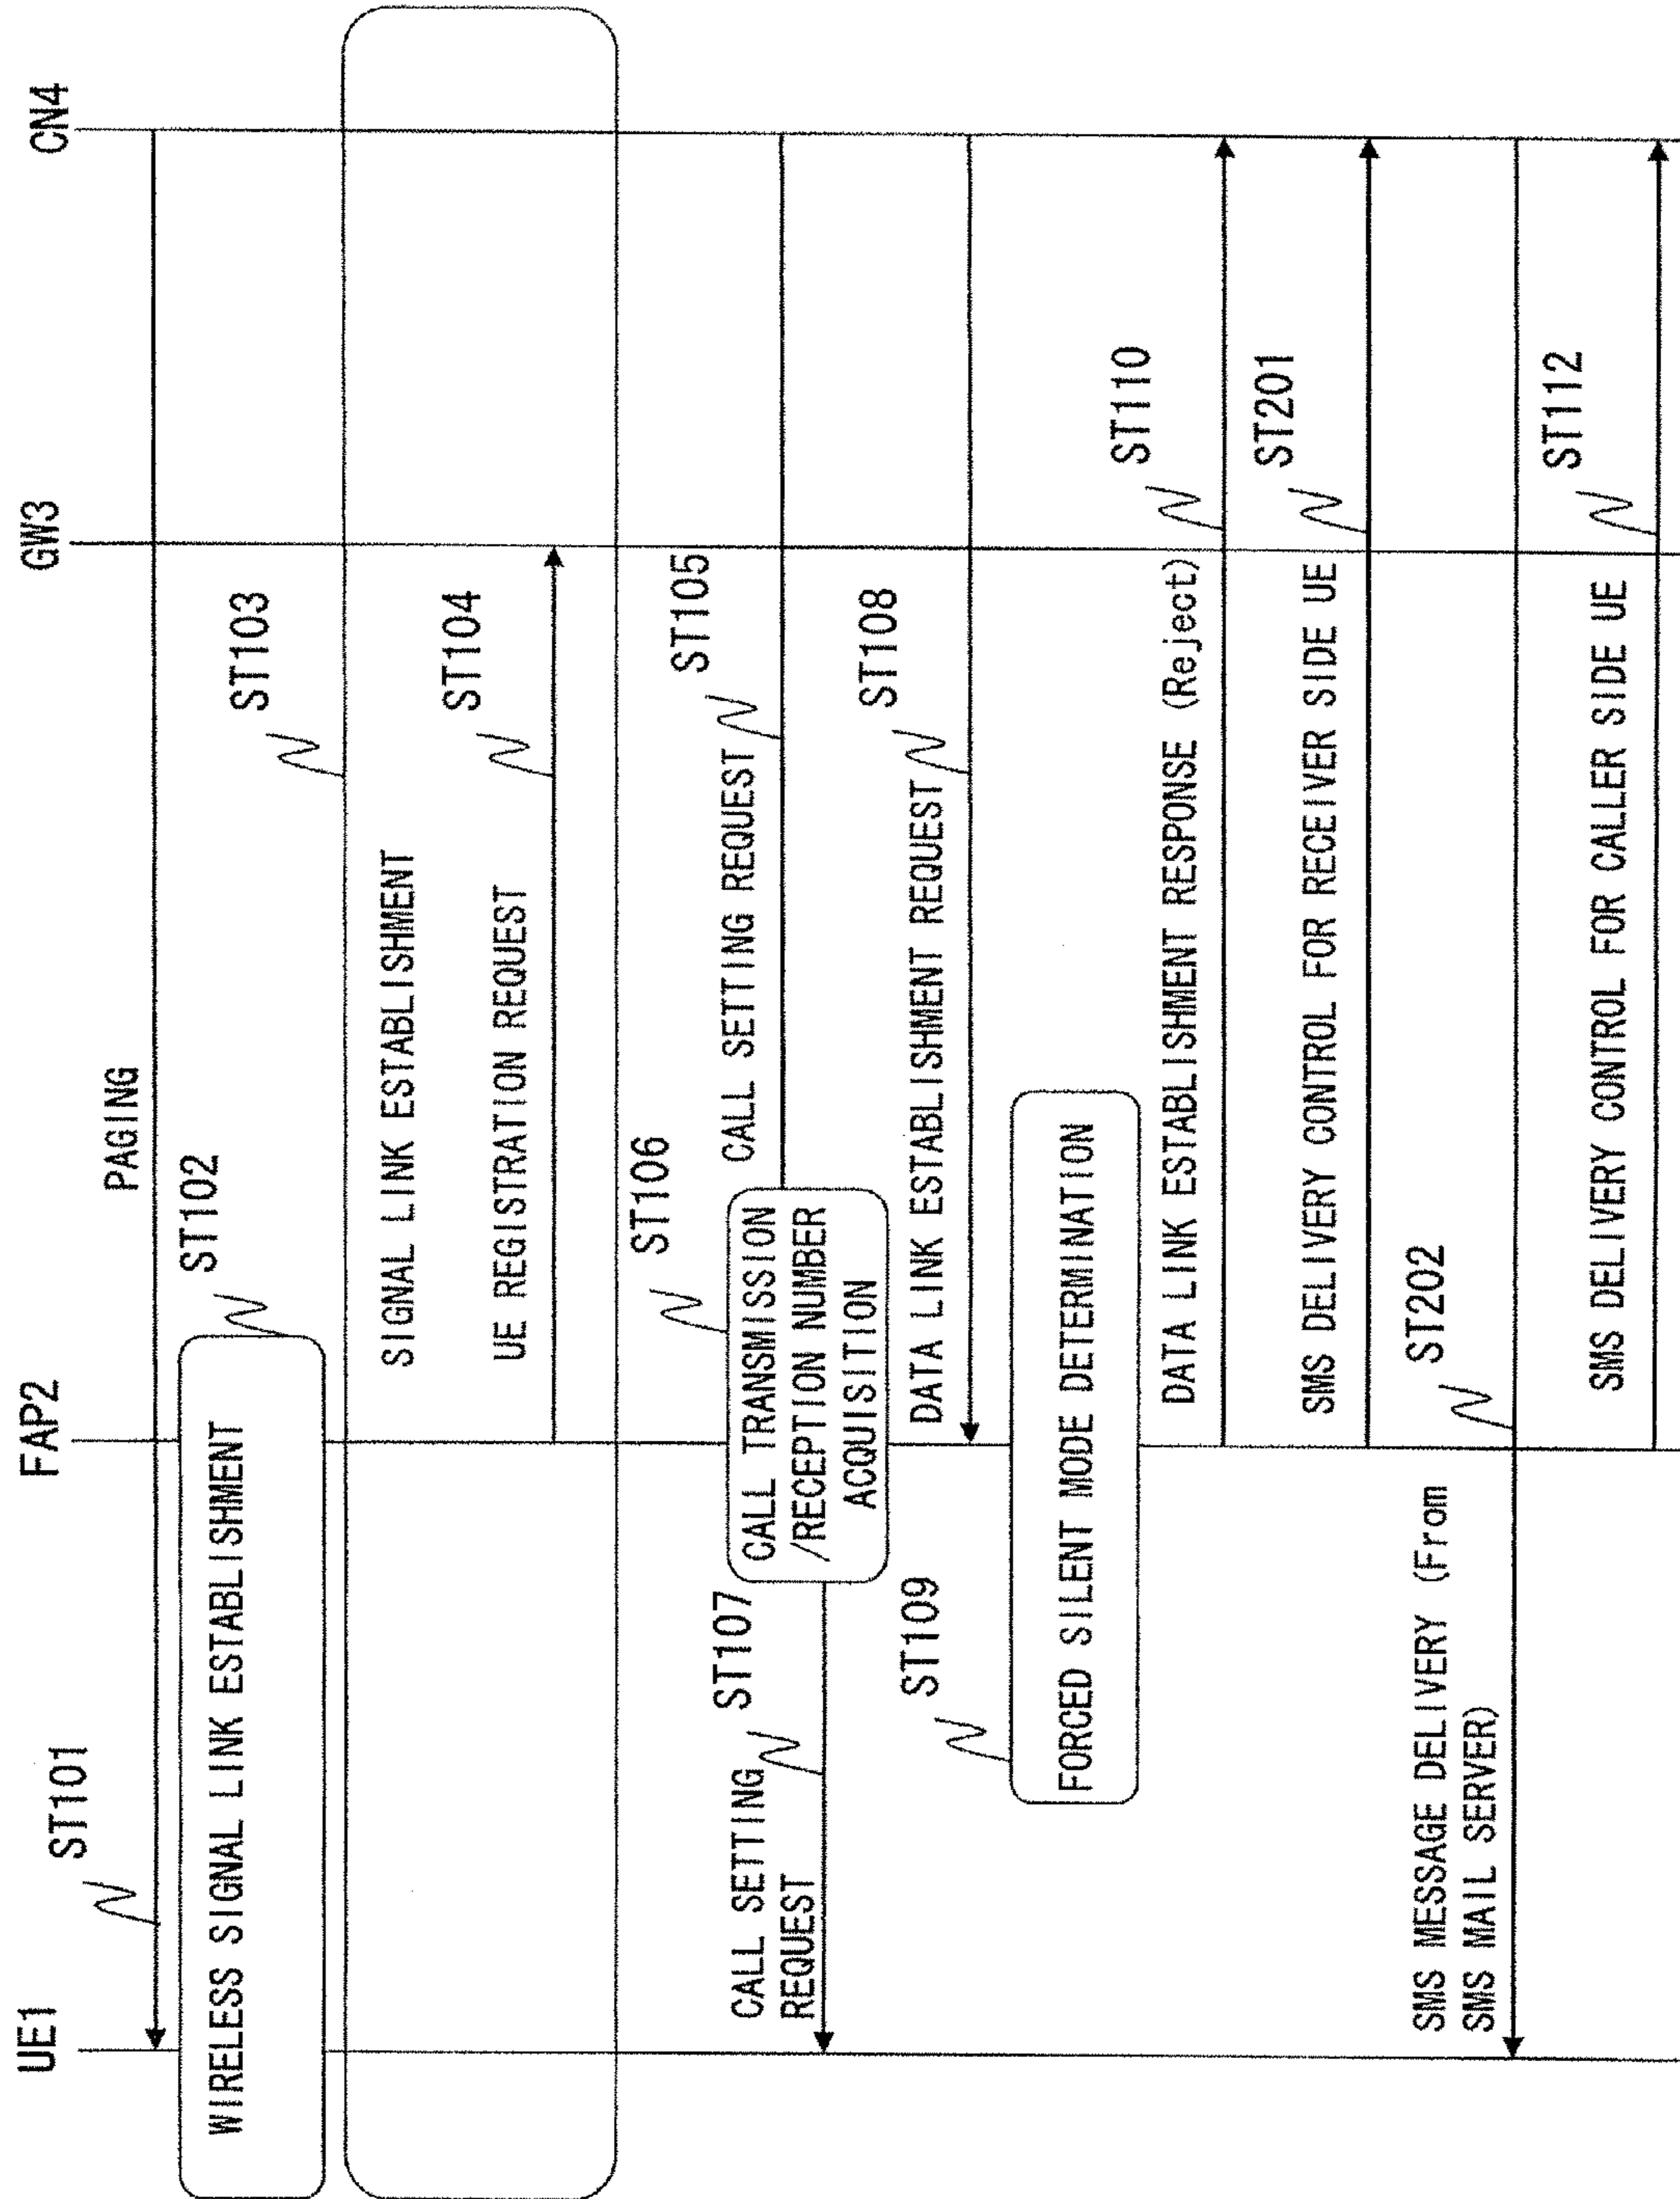 UE1
FAP2
GW3
CN4
ST101
PAGING
ST102
WIRELESS SIGNAL LINK ESTABLISHMENT
ST103
SIGNAL LINK ESTABLISHMENT
ST104
UE REGISTRATION REQUEST
ST105
CALL SETTING REQUEST
ST106
CALL TRANSMISSION
/RECEPTION NUMBER
ACQUISITION
ST107
CALL SETTING
REQUEST
ST108
DATA LINK ESTABLISHMENT REQUEST
ST109
FORCED SILENT MODE DETERMINATION
ST110
DATA LINK ESTABLISHMENT RESPONSE (Reject)
ST201
SMS DELIVERY CONTROL FOR RECEIVER SIDE UE
ST202
SMS MESSAGE DELIVERY (From
SMS MAIL SERVER)
ST112
SMS DELIVERY CONTROL FOR CALLER SIDE UE